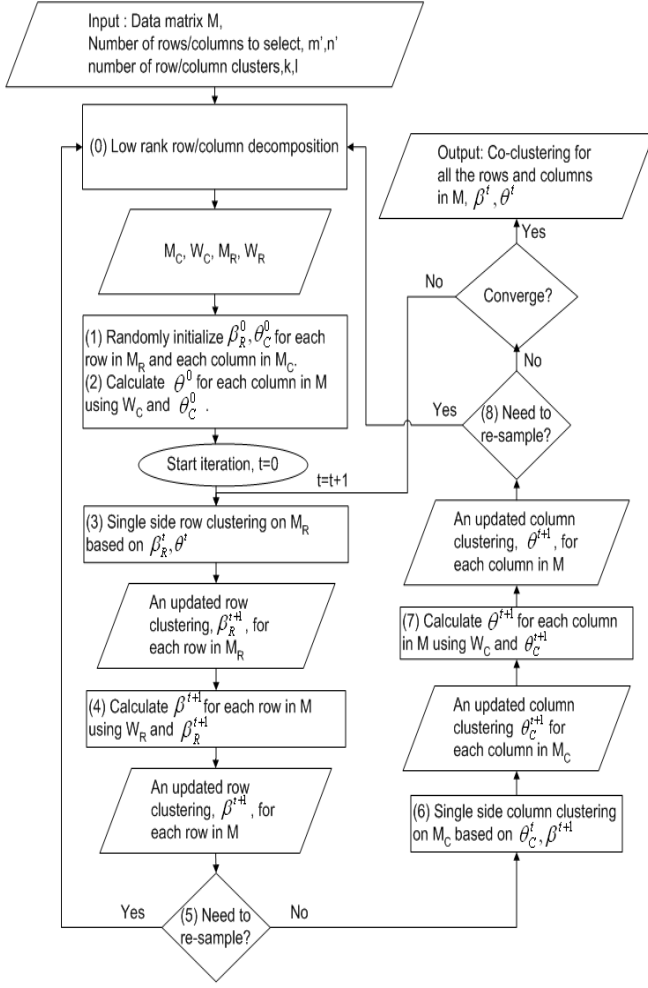 Input : Data matrix M,
Number of rows/columns to select, m',n'
number of row/column clusters,k,l
(0) Low rank row/column decomposition
M_C, W_C, M_R, W_R
(1) Randomly initialize β_R^0, θ_C^0 for each
row in M_R and each column in M_C.
(2) Calculate θ^0 for each column in M
using W_C and θ_C^0 .
Start iteration, t=0
t=t+1
(3) Single side row clustering on M_R
based on β_R^t, θ^t
An updated row
clustering, β_R^{t+1}, for
each row in M_R
(4) Calculate β^{t+1} for each row in M
using W_R and β_R^{t+1}
An updated row
clustering, β^{t+1}, for
each row in M
(5) Need to
re-sample?
Yes
No
(6) Single side column clustering
on M_C based on θ_C^t, β^{t+1}
An updated column
clustering θ_C^{t+1} for
each column in M_C
(7) Calculate θ^{t+1} for each column
in M using W_C and θ_C^{t+1}
An updated column
clustering, θ^{t+1}, for
each column in M
(8) Need to
re-sample?
Yes
No
Converge?
No
Yes
Output: Co-clustering for
all the rows and columns
in M, β^t, θ^t